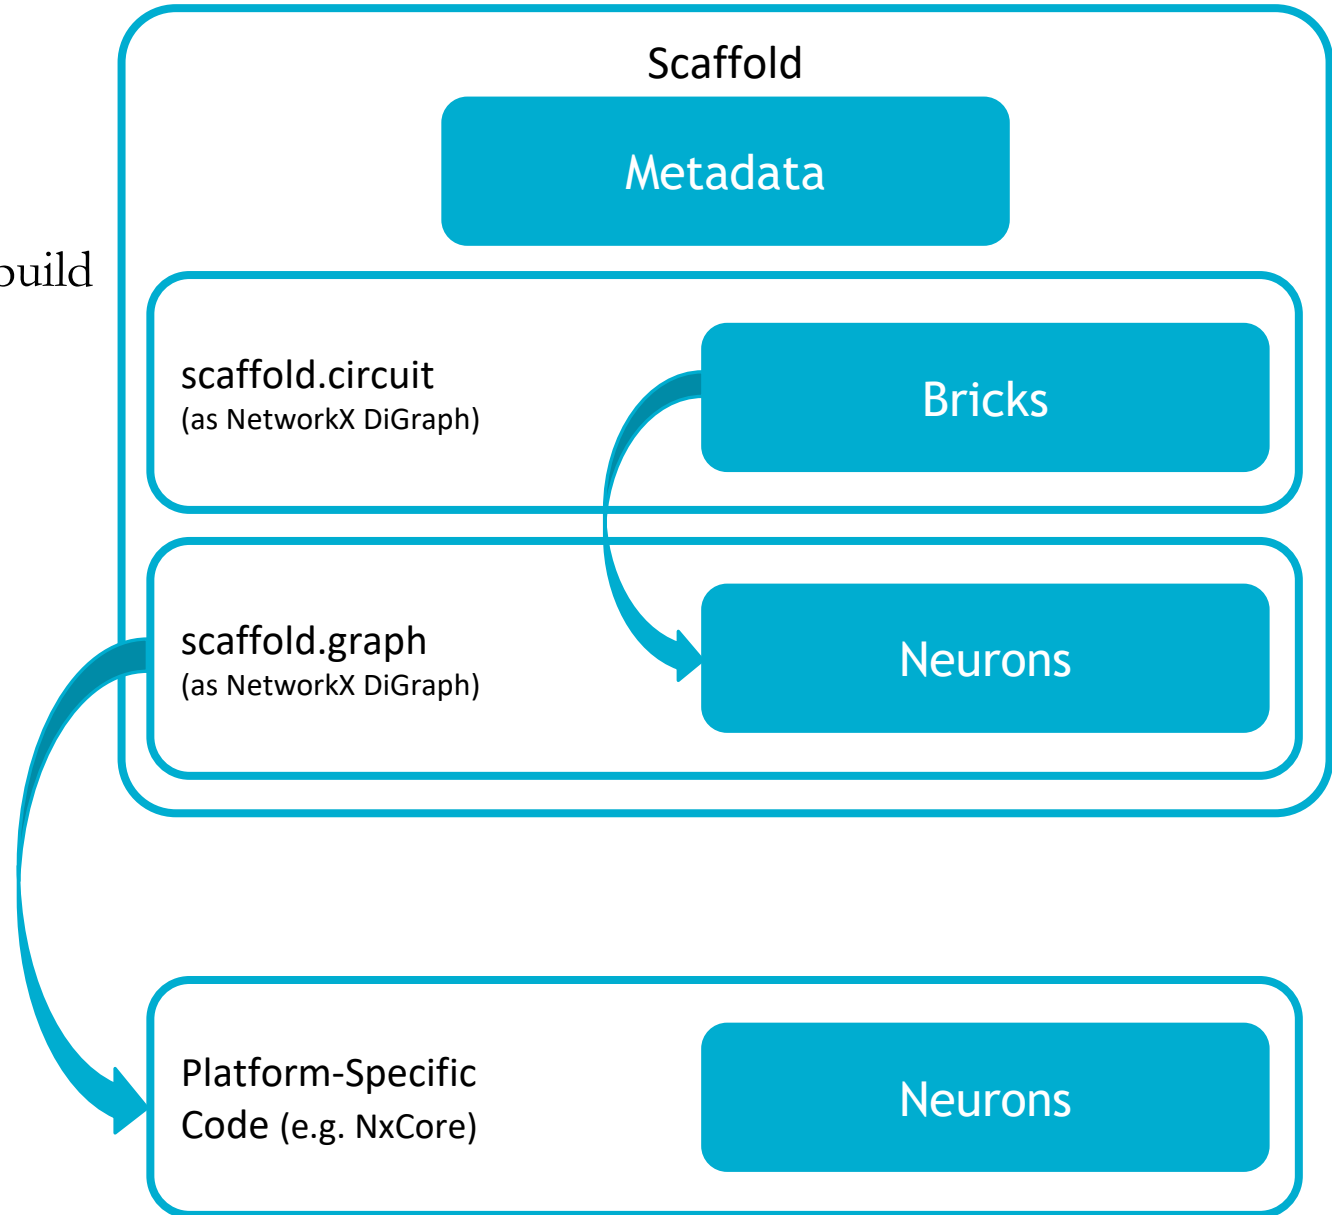 Scaffold
Metadata
build
scaffold.circuit
(as NetworkX DiGraph)
Bricks
scaffold.graph
(as NetworkX DiGraph)
Neurons
Platform-Specific
Code (e.g. NxCore)
Neurons